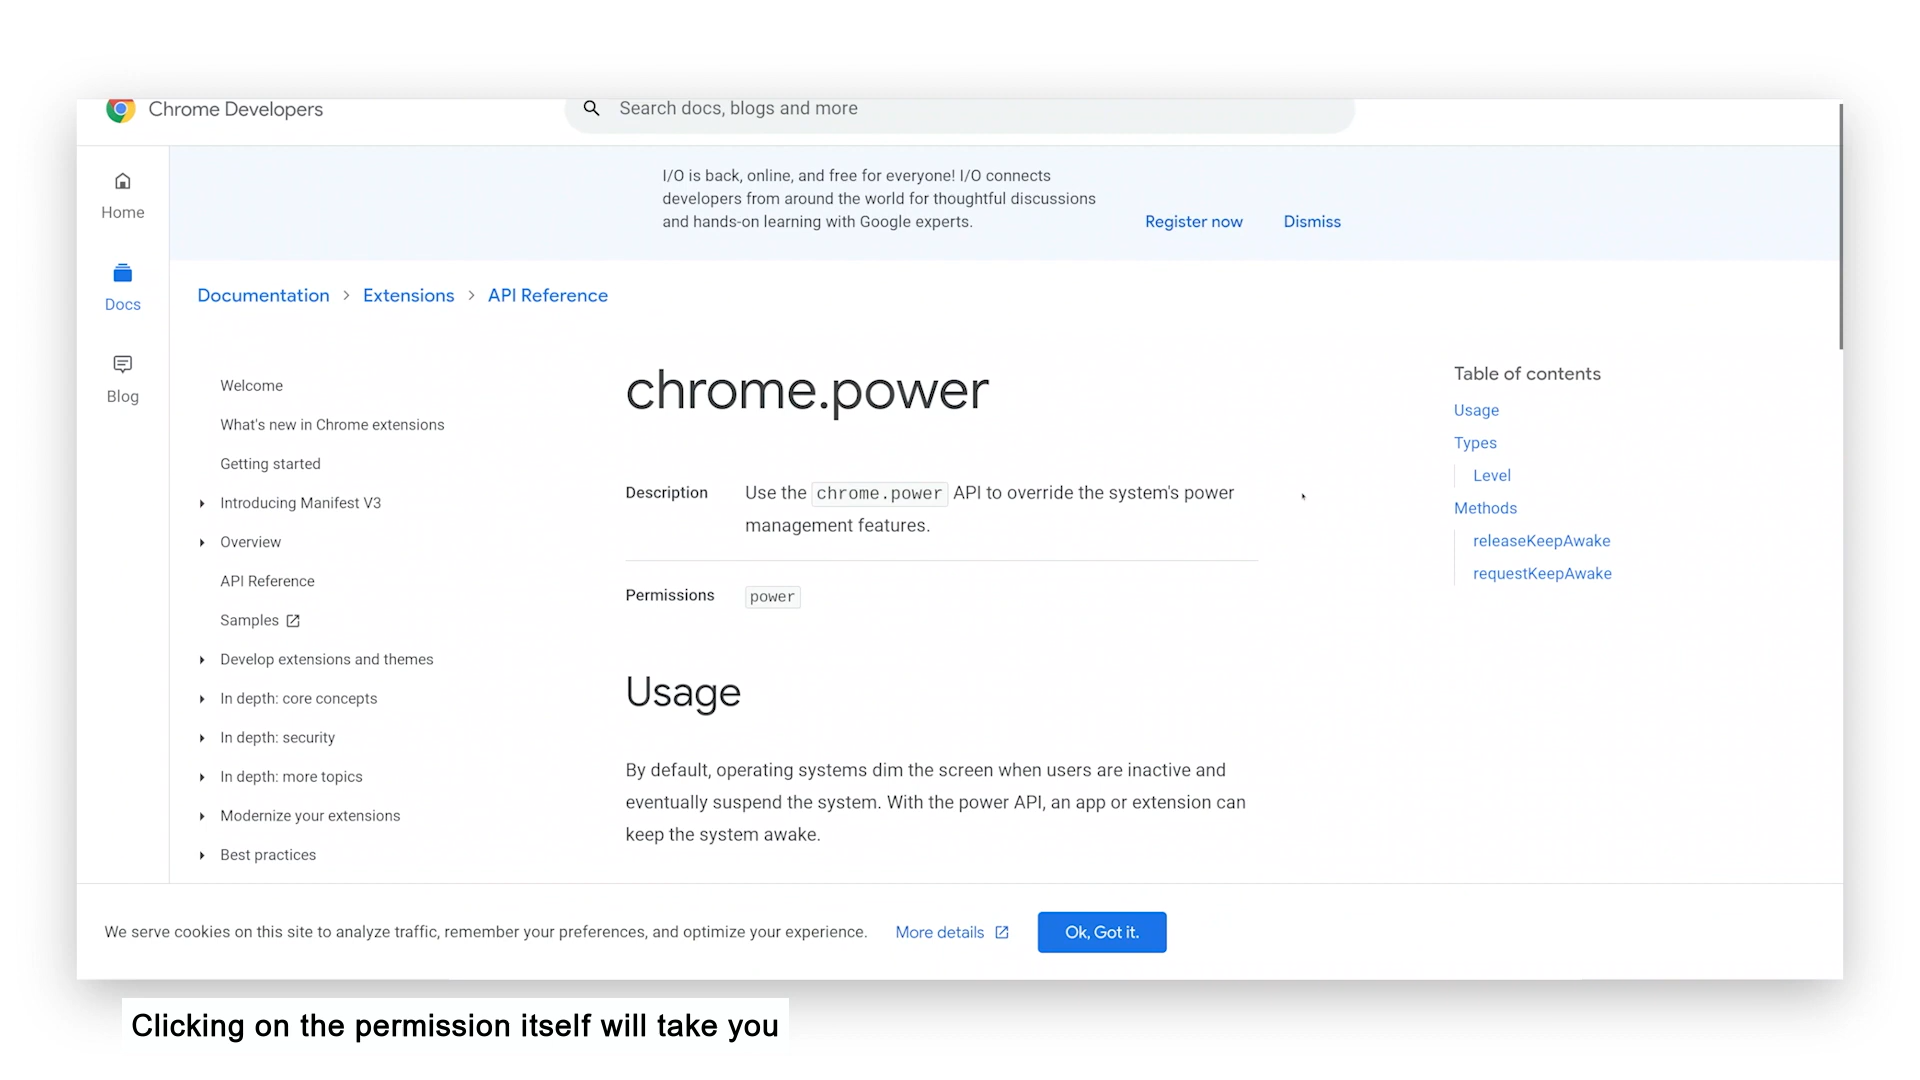 Chrome Developers
Search docs, blogs and more
Home
Docs
Blog
I/O is back, online, and free for everyone! I/O connects
developers from around the world for thoughtful discussions
and hands-on learning with Google experts.
Register now
Dismiss
Documentation > Extensions > API Reference
Welcome
What's new in Chrome extensions
Getting started
Introducing Manifest V3
Overview
API Reference
Samples
Develop extensions and themes
In depth: core concepts
In depth: security
In depth: more topics
Modernize your extensions
Best practices
chrome.power
Description
Use the chrome.power API to override the system's power
management features.
Permissions
power
Usage
By default, operating systems dim the screen when users are inactive and
eventually suspend the system. With the power API, an app or extension can
keep the system awake.
Table of contents
Usage
Types
Level
Methods
releaseKeepAwake
requestKeepAwake
We serve cookies on this site to analyze traffic, remember your preferences, and optimize your experience.
More details
Ok, Got it.
Clicking on the permission itself will take you